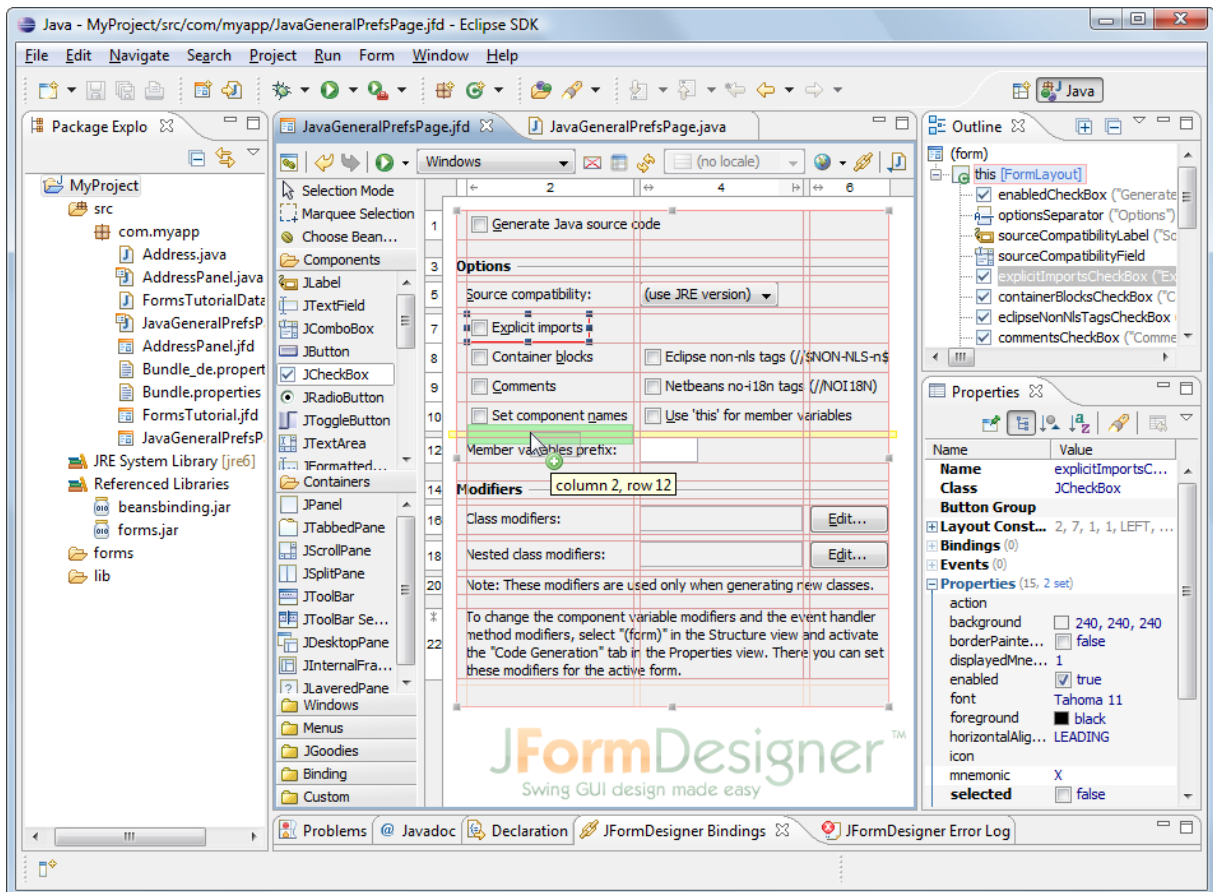 Java - MyProject/src/com/myapp/JavaGeneralPrefsPage.jfd - Eclipse SDK
File Edit Navigate Search Project Run Form Window Help
Java
Package Explo
MyProject
src
com.myapp
Address.java
AddressPanel.java
FormsTutorialData
JavaGeneralPrefsP
AddressPanel.jfd
Bundle_de.propert
Bundle.properties
FormsTutorial.jfd
JavaGeneralPrefsP
JRE System Library [jre6]
Referenced Libraries
beansbinding.jar
forms.jar
forms
lib
JavaGeneralPrefsPage.jfd
JavaGeneralPrefsPage.java
Windows
(no locale)
Selection Mode
Marquee Selection
Choose Bean...
Components
JLabel
JTextField
JComboBox
JButton
JCheckBox
JRadioButton
JToggleButton
JTextArea
JFormatted...
Containers
JPanel
JTabbedPane
JScrollPane
JSplitPane
JToolBar
JToolBar Se...
JDesktopPane
JInternalFra...
JLayeredPane
Windows
Menus
JGoodies
Binding
Custom
2 4 6
1 Generate Java source code
3 Options
5 Source compatibility: (use JRE version)
7 Explicit imports
8 Container blocks Eclipse non-nls tags (//$NON-NLS-n$
9 Comments Netbeans no-i18n tags (//NOI18N)
10 Set component names Use 'this' for member variables
12 Member variables prefix:
column 2, row 12
14 Modifiers
16 Class modifiers: Edit...
18 Nested class modifiers: Edit...
20 Note: These modifiers are used only when generating new classes.
To change the component variable modifiers and the event handler
method modifiers, select "(form)" in the Structure view and activate
22 the "Code Generation" tab in the Properties view. There you can set
these modifiers for the active form.
JFormDesigner™
Swing GUI design made easy
Outline
(form)
this [FormLayout]
enabledCheckBox ("Generate
optionsSeparator ("Options")
sourceCompatibilityLabel ("So
sourceCompatibilityField
explicitImportsCheckBox ("Ex
containerBlocksCheckBox ("C
eclipseNonNlsTagsCheckBox
commentsCheckBox ("Comme
Properties
Name Value
Name explicitImportsC...
Class JCheckBox
Button Group
Layout Const... 2, 7, 1, 1, LEFT, ...
Bindings (0)
Events (0)
Properties (15, 2 set)
action
background 240, 240, 240
borderPainte... false
displayedMne... 1
enabled true
font Tahoma 11
foreground black
horizontalAlig... LEADING
icon
mnemonic X
selected false
Problems @ Javadoc Declaration JFormDesigner Bindings JFormDesigner Error Log